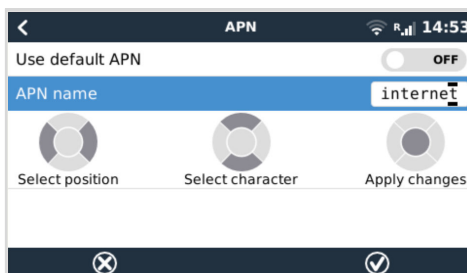 APN R 14:53
Use default APN OFF
APN name internet
Select position Select character Apply changes